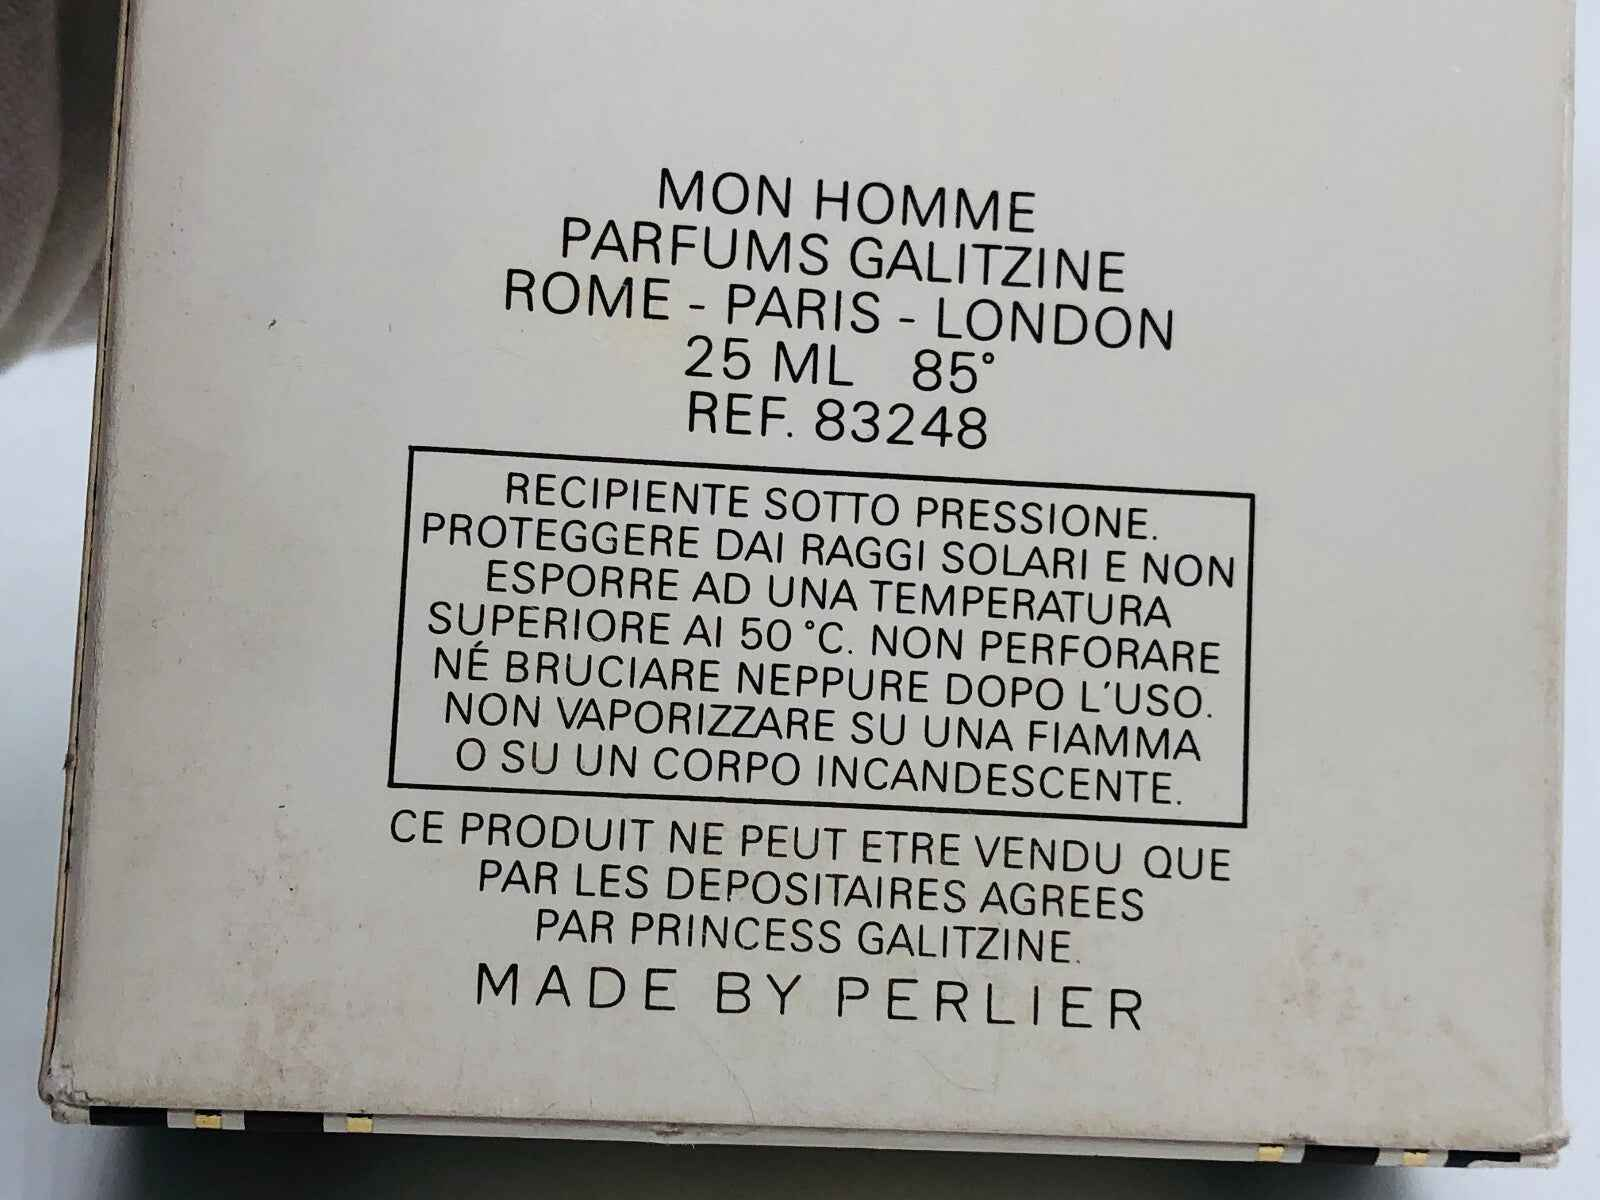 MON HOMME
PARFUMS GALITZINE
ROME - PARIS - LONDON
25 ML 85°
REF. 83248
RECIPIENTE SOTTO PRESSIONE.
PROTEGGERE DAI RAGGI SOLARI E NON
ESPORRE AD UNA TEMPERATURA
SUPERIORE AI 50 °C. NON PERFORARE
NÉ BRUCIARE NEPPURE DOPO L'USO.
NON VAPORIZZARE SU UNA FIAMMA
O SU UN CORPO INCANDESCENTE.
CE PRODUIT NE PEUT ETRE VENDU QUE
PAR LES DEPOSITAIRES AGREES
PAR PRINCESS GALITZINE.
MADE BY PERLIER